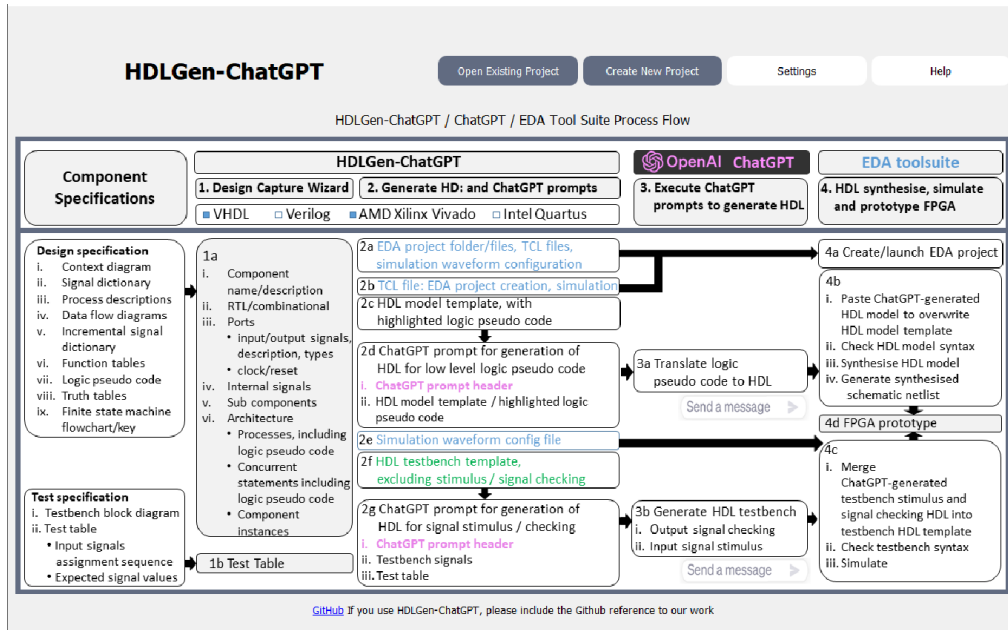 HDLGen-ChatGPT
Open Existing Project
Create New Project
Settings
Help
HDLGen-ChatGPT / ChatGPT / EDA Tool Suite Process Flow
Component
Specifications
HDLGen-ChatGPT
1. Design Capture Wizard
2. Generate HD: and ChatGPT prompts
VHDL
Verilog
AMD Xilinx Vivado
Intel Quartus
OpenAI ChatGPT
3. Execute ChatGPT
prompts to generate HDL
EDA toolsuite
4. HDL synthesise, simulate
and prototype FPGA
Design specification
i. Context diagram
ii. Signal dictionary
iii. Process descriptions
iv. Data flow diagrams
v. Incremental signal
dictionary
vi. Function tables
vii. Logic pseudo code
viii. Truth tables
ix. Finite state machine
flowchart/key
Test specification
i. Testbench block diagram
ii. Test table
• Input signals
assignment sequence
• Expected signal values
1a
i. Component
name/description
ii. RTL/combinational
iii. Ports
• input/output signals,
description, types
• clock/reset
iv. Internal signals
v. Sub components
vi. Architecture
• Processes, including
logic pseudo code
• Concurrent
statements including
logic pseudo code
• Component
instances
1b Test Table
2a EDA project folder/files, TCL files,
simulation waveform configuration
2b TCL file: EDA project creation, simulation
2c HDL model template, with
highlighted logic pseudo code
2d ChatGPT prompt for generation of
HDL for low level logic pseudo code
i. ChatGPT prompt header
ii. HDL model template / highlighted logic
pseudo code
2e Simulation waveform config file
2f HDL testbench template,
excluding stimulus / signal checking
2g ChatGPT prompt for generation of
HDL for signal stimulus / checking
i. ChatGPT prompt header
ii. Testbench signals
iii. Test table
3a Translate logic
pseudo code to HDL
Send a message
3b Generate HDL testbench
i. Output signal checking
ii. Input signal stimulus
Send a message
4a Create/launch EDA project
4b
i. Paste ChatGPT-generated
HDL model to overwrite
HDL model template
ii. Check HDL model syntax
iii. Synthesise HDL model
iv. Generate synthesised
schematic netlist
4d FPGA prototype
4c
i. Merge
ChatGPT-generated
testbench stimulus and
signal checking HDL into
testbench HDL template
ii. Check testbench syntax
iii. Simulate
GitHub If you use HDLGen-ChatGPT, please include the Github reference to our work